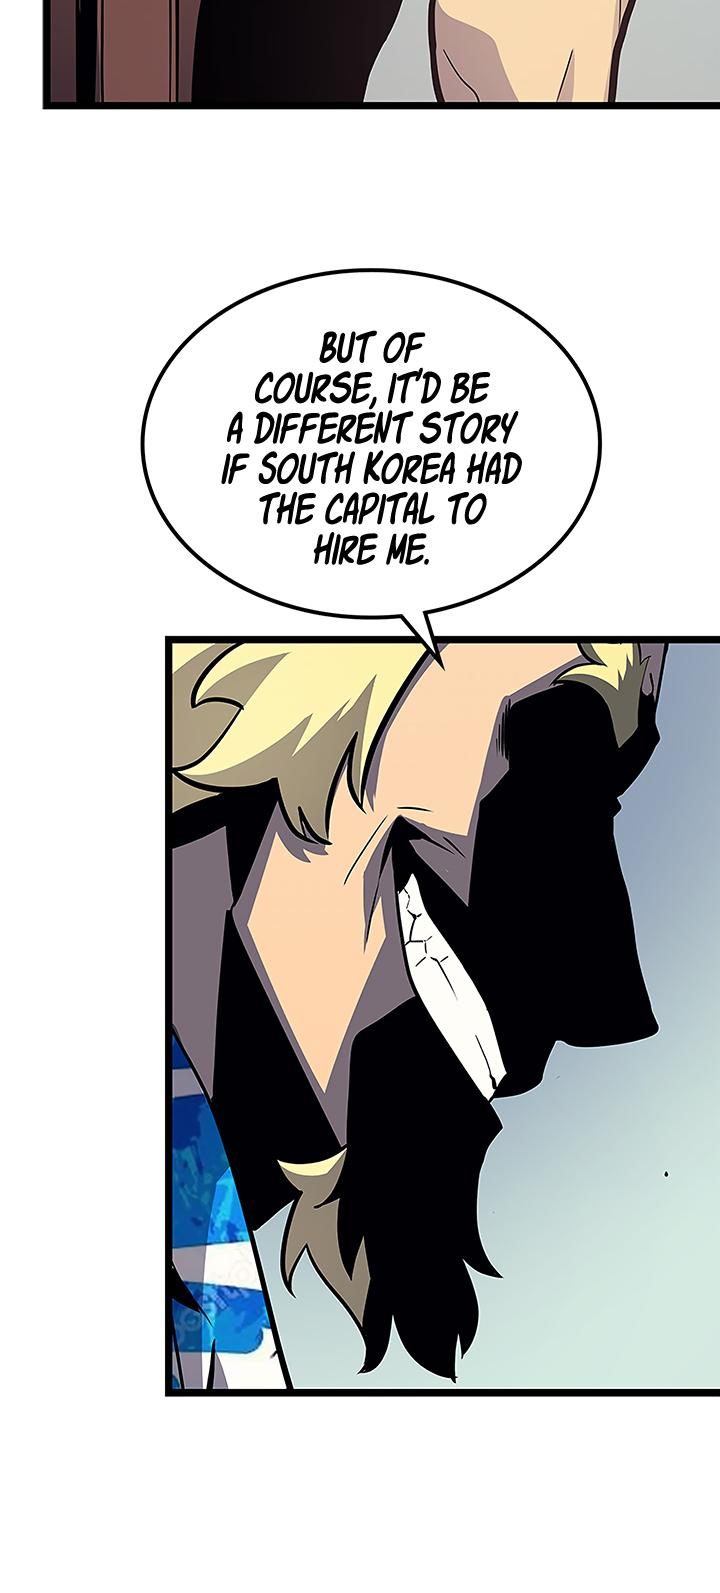 BUT OF
COURSE, IT'D BE
A DIFFERENT STORY
IF SOUTH KOREA HAD
THE CAPITAL TO
HIRE ME.